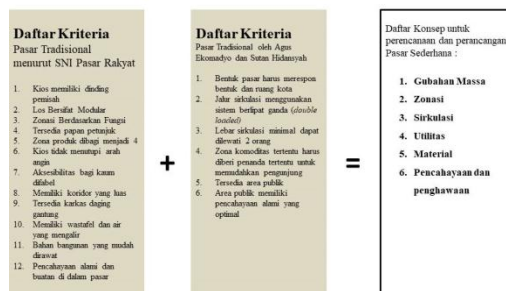 Daftar Kriteria
Pasar Tradisional
menurut SNI Pasar Rakyat
1. Kios memiliki dinding
pemisah
2. Los Bersifat Modular
3. Zonasi Berdasarkan Fungsi
4. Tersedia papan petunjuk
5. Zona produk dibagi menjadi 4
6. Kios tidak menutupi arah
angin
7. Aksesibilitas bagi kaum
difabel
8. Memiliki koridor yang luas
9. Tersedia karkas daging
gantung
10. Memiliki wastafel dan air
yang mengalir
11. Bahan bangunan yang mudah
dirawat
12. Pencahayaan alami dan
buatan di dalam pasar
+
Daftar Kriteria
Pasar Tradisional oleh Agus
Ekomadyo dan Sutan Hidansyah
1. Bentuk pasar harus merespon
bentuk dan ruang kota
2. Jalur sirkulasi menggunakan
sistem berlipat ganda (double
loaded)
3. Lebar sirkulasi minimal dapat
dilewati 2 orang
4. Zona komoditas tertentu harus
diberi penanda tertentu untuk
memudahkan pengunjung
5. Tersedia area publik
6. Area publik memiliki
pencahayaan alami yang
optimal
=
Daftar Konsep untuk
perencanaan dan perancangan
Pasar Sederhana :
1. Gubahan Massa
2. Zonasi
3. Sirkulasi
4. Utilitas
5. Material
6. Pencahayaan dan
penghawaan